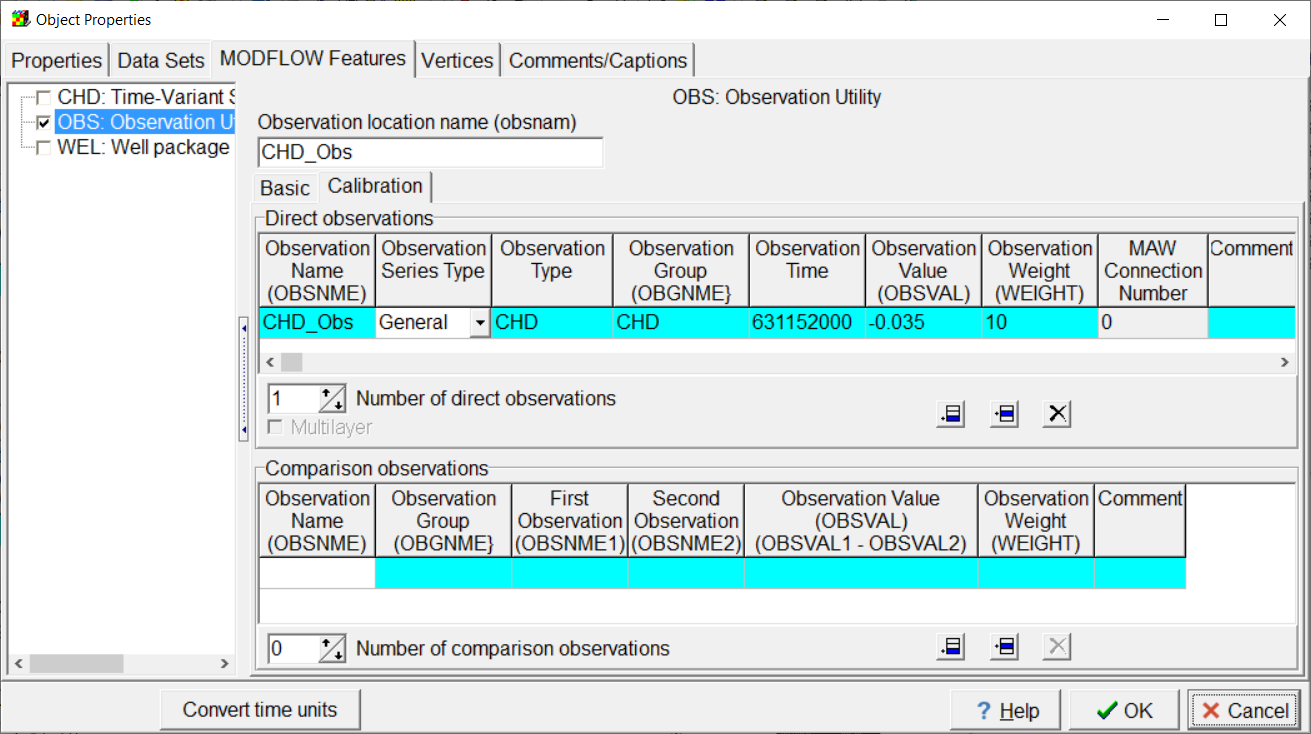 Object Properties
Properties Data Sets MODFLOW Features Vertices Comments/Captions
CHD: Time-Variant S
OBS: Observation Ut
WEL: Well package
OBS: Observation Utility
Observation location name (obsnam)
CHD_Obs
Basic Calibration
Direct observations
Observation Name (OBSNME) Observation Series Type Observation Type Observation Group (OBGNME} Observation Time Observation Value (OBSVAL) Observation Weight (WEIGHT) MAW Connection Number Comment
CHD_Obs General CHD CHD 631152000 -0.035 10 0
1 Number of direct observations
Multilayer
Comparison observations
Observation Name (OBSNME) Observation Group (OBGNME} First Observation (OBSNME1) Second Observation (OBSNME2) Observation Value (OBSVAL) (OBSVAL1 - OBSVAL2) Observation Weight (WEIGHT) Comment
0 Number of comparison observations
Convert time units ? Help OK Cancel